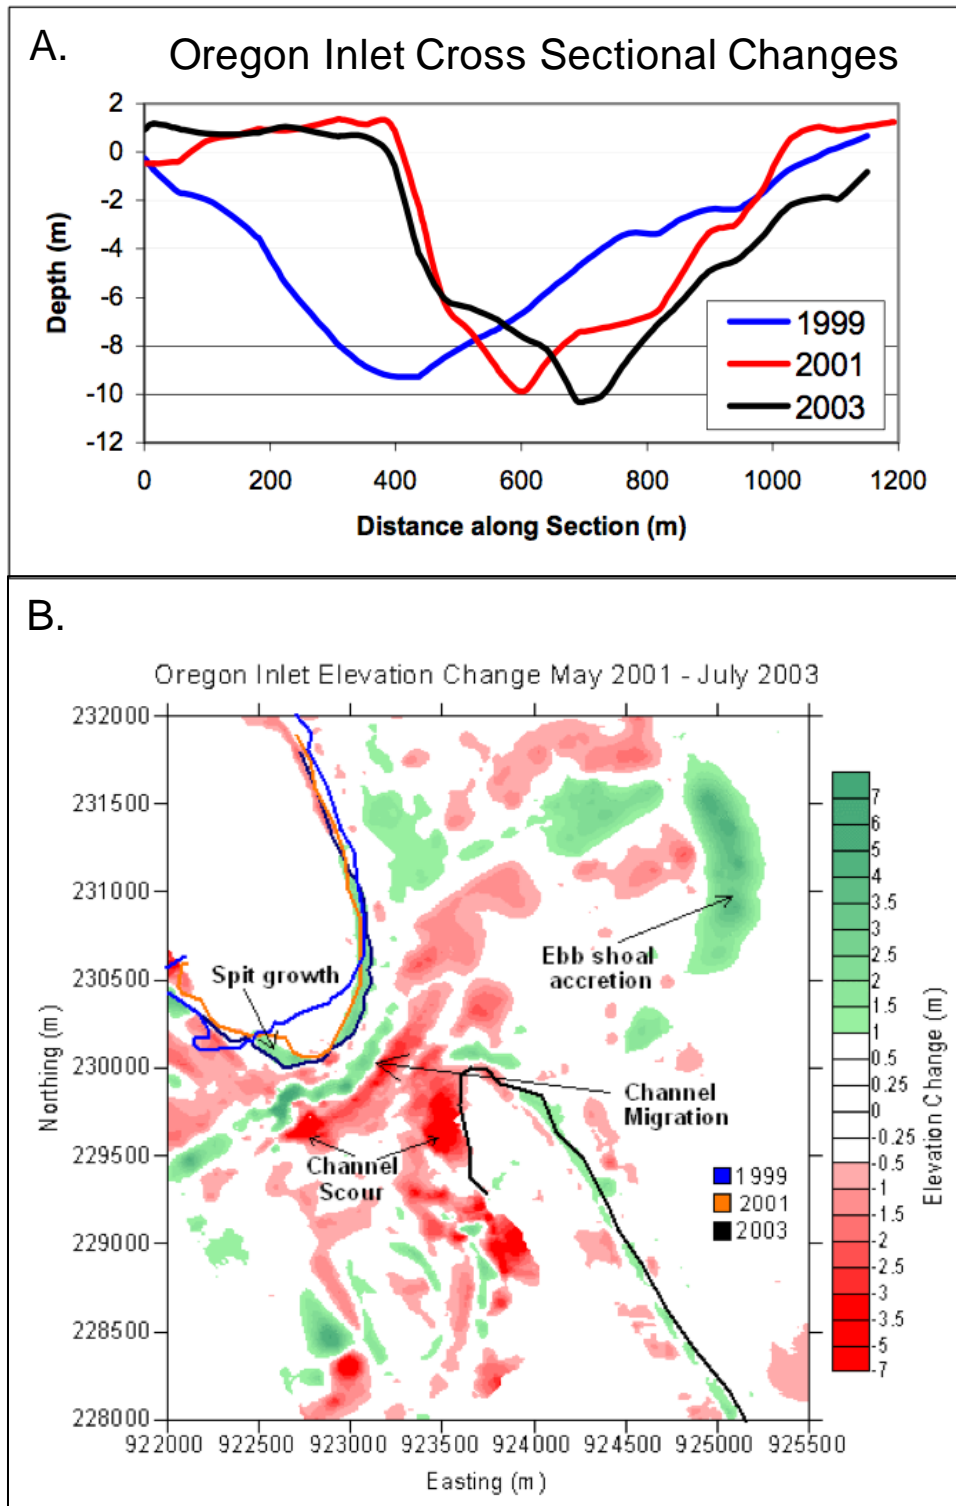 A.
Oregon Inlet Cross Sectional Changes
2
0
-2
-4
-6
-8
-10
-12
Depth (m)
0 200 400 600 800 1000 1200
Distance along Section (m)
1999
2001
2003
B.
Oregon Inlet Elevation Change May 2001 - July 2003
232000
231500
231000
230500
230000
229500
229000
228500
228000
Northing (m)
922000 922500 923000 923500 924000 924500 925000 925500
Easting (m)
Spit growth
Ebb shoal
accretion
Channel
Migration
Channel
Scour
1999
2001
2003
7
6
5
4
3.5
3
2.5
2
1.5
1
0.5
0.25
0
-0.25
-0.5
-1
-1.5
-2
-2.5
-3
-3.5
-5
-7
Elevation Change (m)